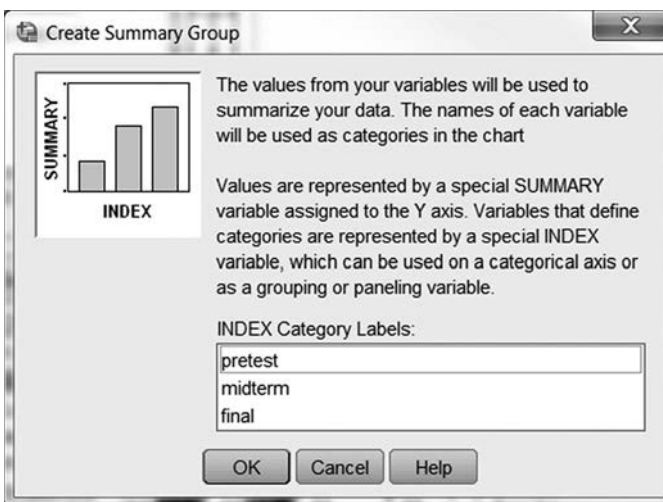 Create Summary Group
X
SUMMARY
INDEX
The values from your variables will be used to
summarize your data. The names of each variable
will be used as categories in the chart
Values are represented by a special SUMMARY
variable assigned to the Y axis. Variables that define
categories are represented by a special INDEX
variable, which can be used on a categorical axis or
as a grouping or paneling variable.
INDEX Category Labels:
pretest
midterm
final
OK Cancel Help